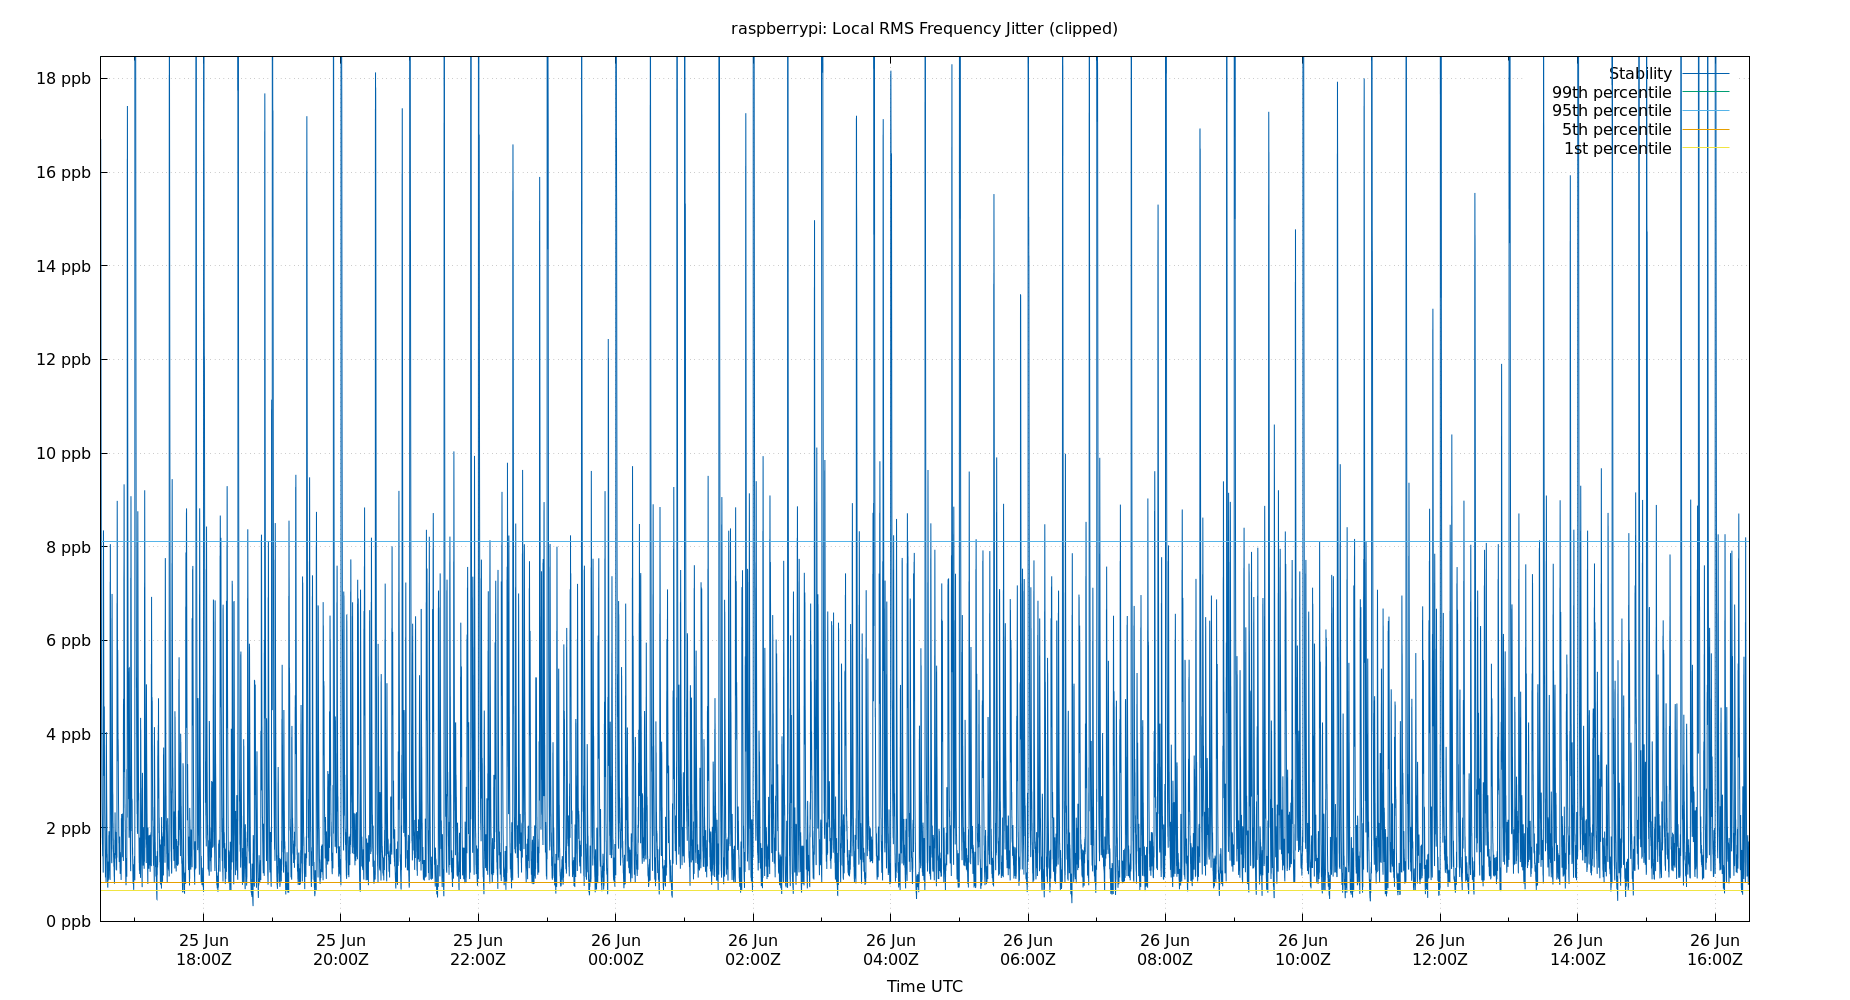 raspberrypi: Local RMS Frequency Jitter (clipped)
18 ppb
16 ppb
14 ppb
12 ppb
10 ppb
8 ppb
6 ppb
4 ppb
2 ppb
0 ppb
Stability
99th percentile
95th percentile
5th percentile
1st percentile
25 Jun
18:00Z
25 Jun
20:00Z
25 Jun
22:00Z
26 Jun
00:00Z
26 Jun
02:00Z
26 Jun
04:00Z
26 Jun
06:00Z
26 Jun
08:00Z
26 Jun
10:00Z
26 Jun
12:00Z
26 Jun
14:00Z
26 Jun
16:00Z
Time UTC